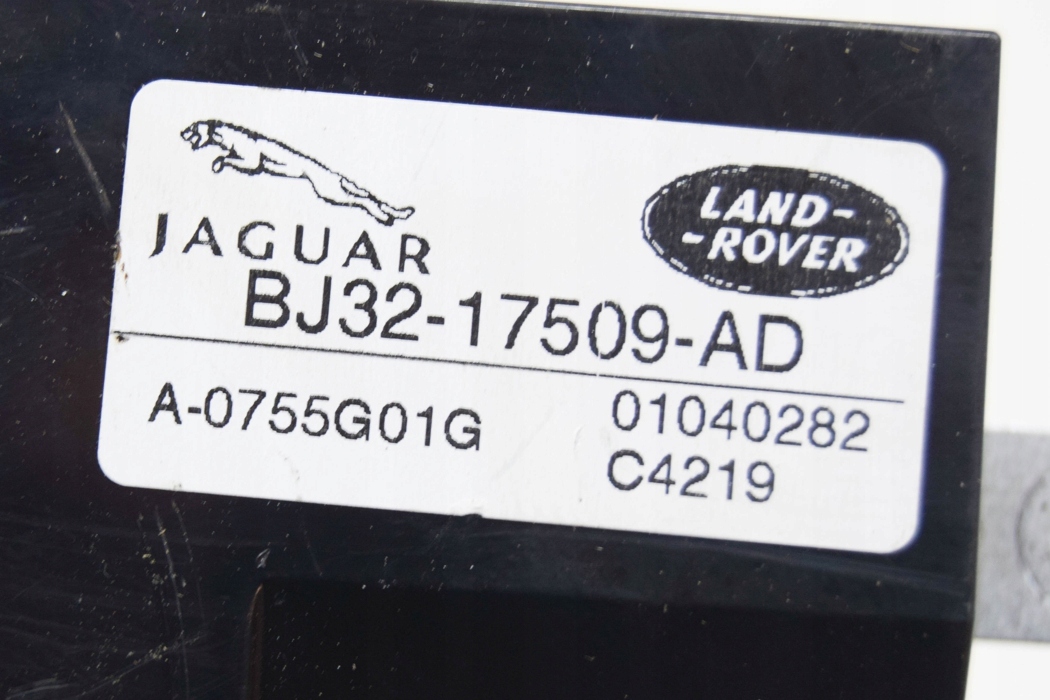 JAGUAR
LAND-
-ROVER
BJ32-17509-AD
A-0755G01G
01040282
C4219